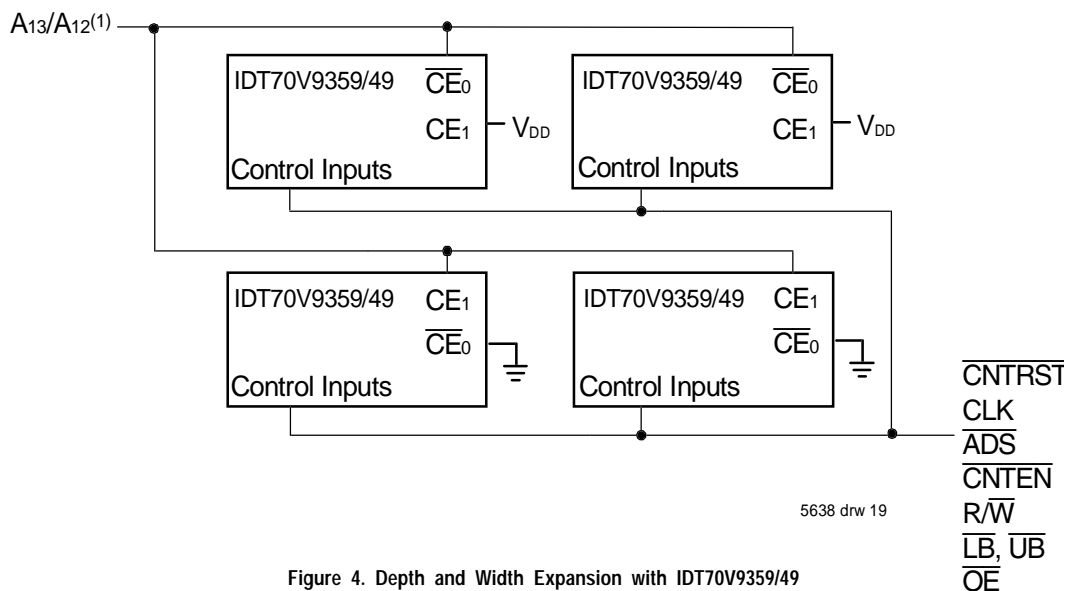 A13/A12(1)
IDT70V9359/49 CE0
CE1 VDD
Control Inputs
IDT70V9359/49 CE0
CE1 VDD
Control Inputs
IDT70V9359/49 CE1
CE0
Control Inputs
IDT70V9359/49 CE1
CE0
Control Inputs
CNTRST
CLK
ADS
CNTEN
R/W
LB, UB
OE
5638 drw 19
Figure 4. Depth and Width Expansion with IDT70V9359/49